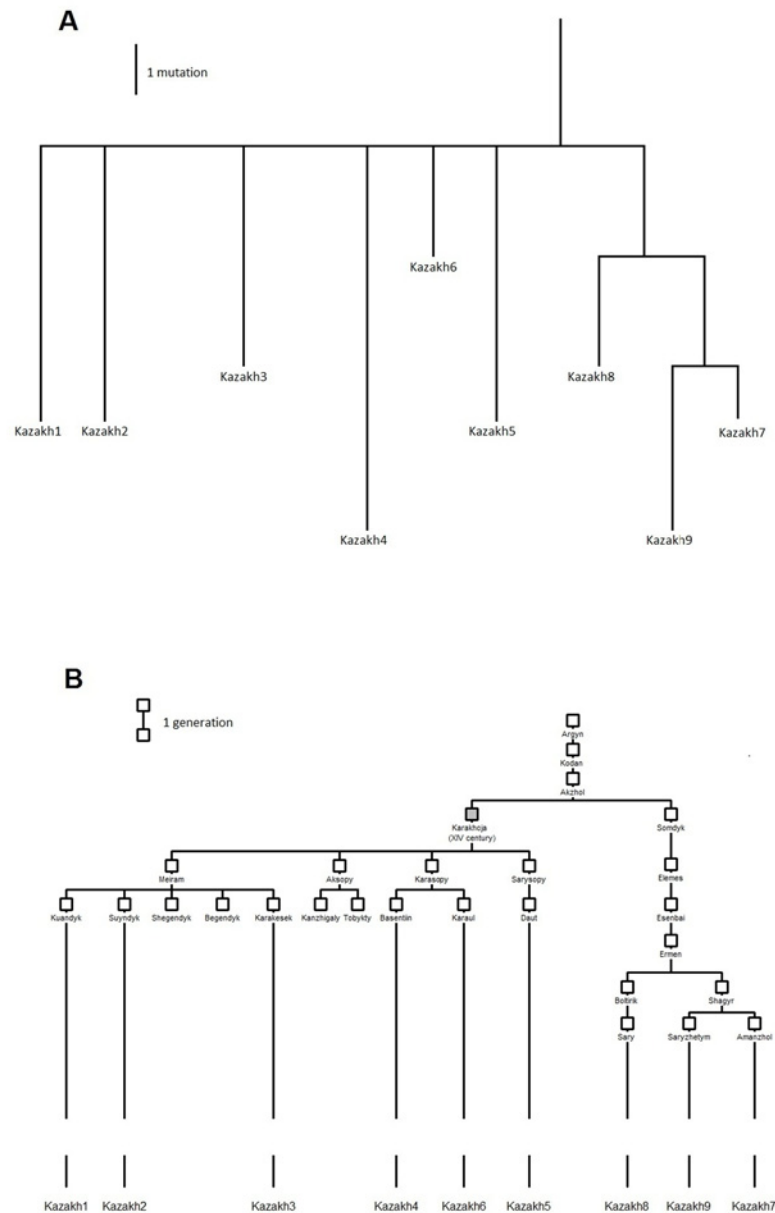 A
1 mutation
Kazakh6
Kazakh3
Kazakh8
Kazakh1
Kazakh2
Kazakh5
Kazakh7
Kazakh4
Kazakh9
B
1 generation
Argyn
Kodan
Akzhol
Karakhoja
(XIV century)
Somdyk
Meiram
Aksopy
Karasopy
Sarysopy
Elemes
Kuandyk
Suyndyk
Shegendyk
Begendyk
Karakesek
Kanzhigaly
Tobykty
Basentiin
Karaul
Daut
Esenbai
Ermen
Boltirik
Shagyr
Sary
Saryzhetym
Amanzhol
Kazakh1
Kazakh2
Kazakh3
Kazakh4
Kazakh6
Kazakh5
Kazakh8
Kazakh9
Kazakh7